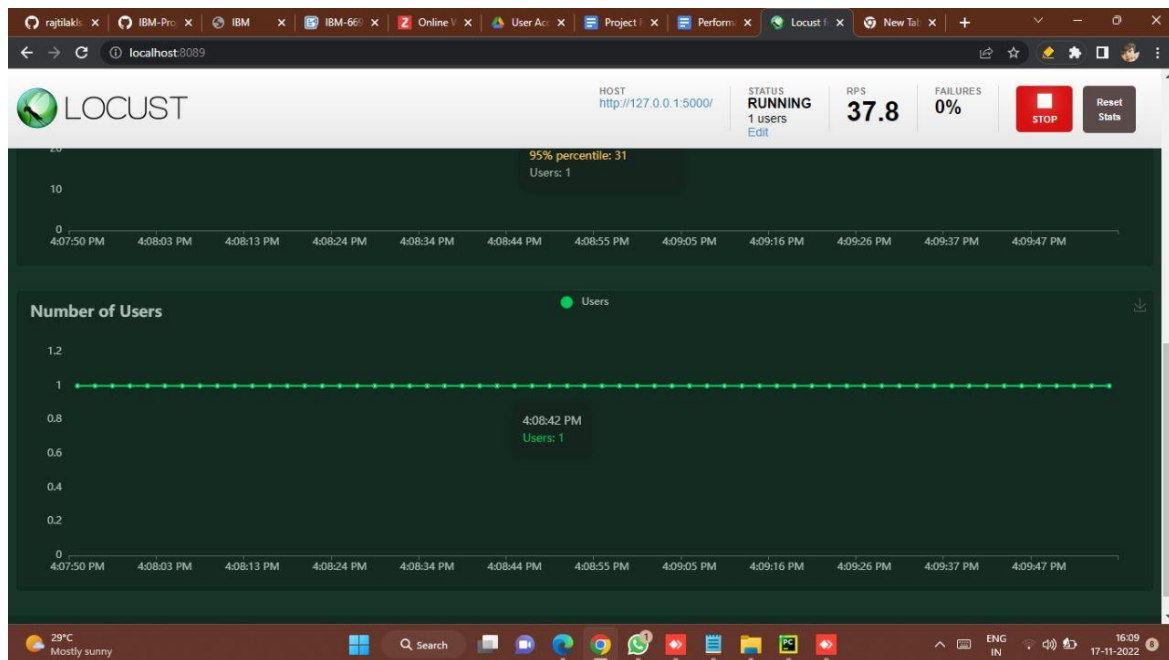 rajtilakls IBM-Pro IBM IBM-669 Online V User Acc Project F Perform Locust f New Tab
localhost:8089
LOCUST
HOST
http://127.0.0.1:5000/
STATUS
RUNNING
1 users
Edit
RPS
37.8
FAILURES
0%
STOP
Reset
Stats
20
95% percentile: 31
Users: 1
10
0
4:07:50 PM 4:08:03 PM 4:08:13 PM 4:08:24 PM 4:08:34 PM 4:08:44 PM 4:08:55 PM 4:09:05 PM 4:09:16 PM 4:09:26 PM 4:09:37 PM 4:09:47 PM
Number of Users
Users
1.2
1
0.8
4:08:42 PM
Users: 1
0.6
0.4
0.2
0
4:07:50 PM 4:08:03 PM 4:08:13 PM 4:08:24 PM 4:08:34 PM 4:08:44 PM 4:08:55 PM 4:09:05 PM 4:09:16 PM 4:09:26 PM 4:09:37 PM 4:09:47 PM
29°C
Mostly sunny
Search
ENG
IN
16:09
17-11-2022